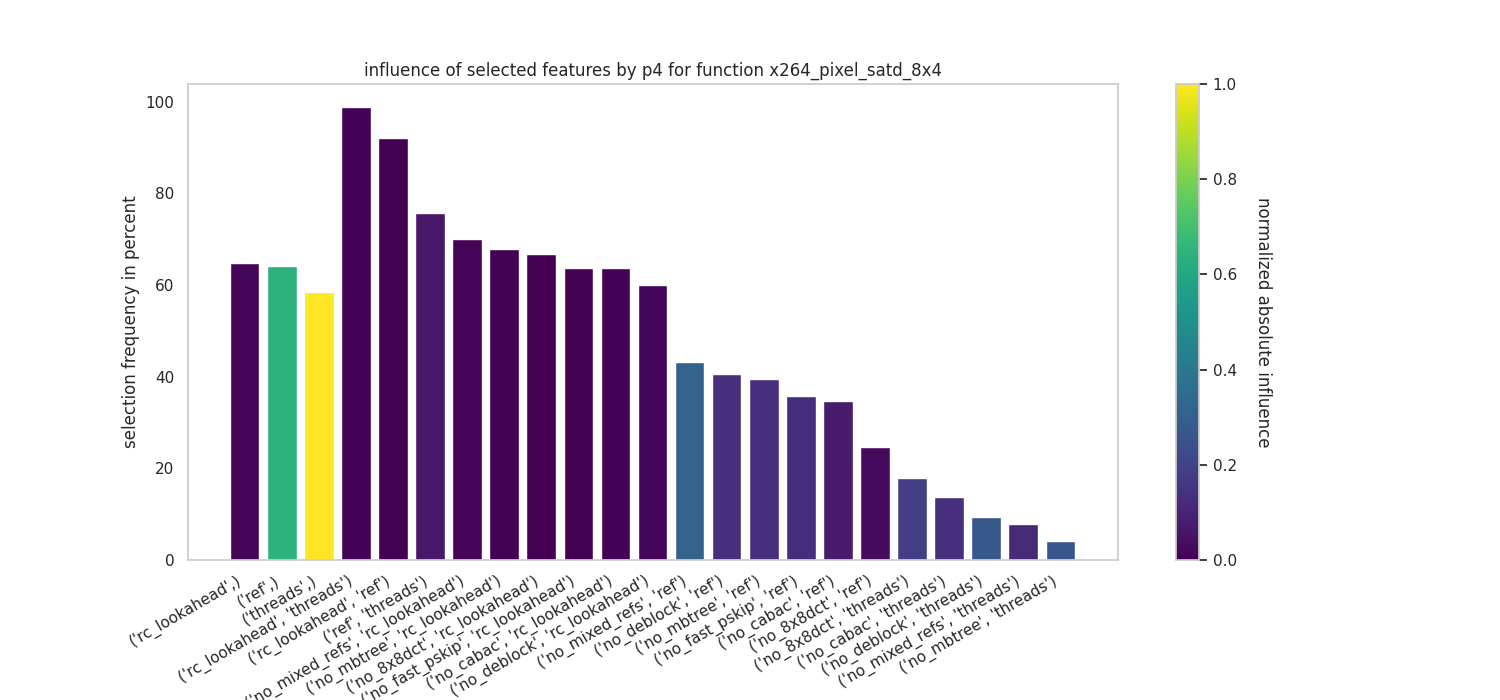 influence of selected features by p4 for function x264_pixel_satd_8x4
selection frequency in percent
100
80
60
40
20
0
('rc_lookahead',)
('ref',)
('threads',)
('rc_lookahead', 'threads')
('rc_lookahead', 'ref')
('ref', 'threads')
('no_mixed_refs', 'rc_lookahead')
('no_mbtree', 'rc_lookahead')
('no_8x8dct', 'rc_lookahead')
('no_fast_pskip', 'rc_lookahead')
('no_cabac', 'rc_lookahead')
('no_deblock', 'rc_lookahead')
('no_mixed_refs', 'ref')
('no_deblock', 'ref')
('no_mbtree', 'ref')
('no_fast_pskip', 'ref')
('no_cabac', 'ref')
('no_8x8dct', 'ref')
('no_8x8dct', 'threads')
('no_cabac', 'threads')
('no_deblock', 'threads')
('no_mixed_refs', 'threads')
('no_mbtree', 'threads')
1.0
0.8
0.6
0.4
0.2
0.0
normalized absolute influence